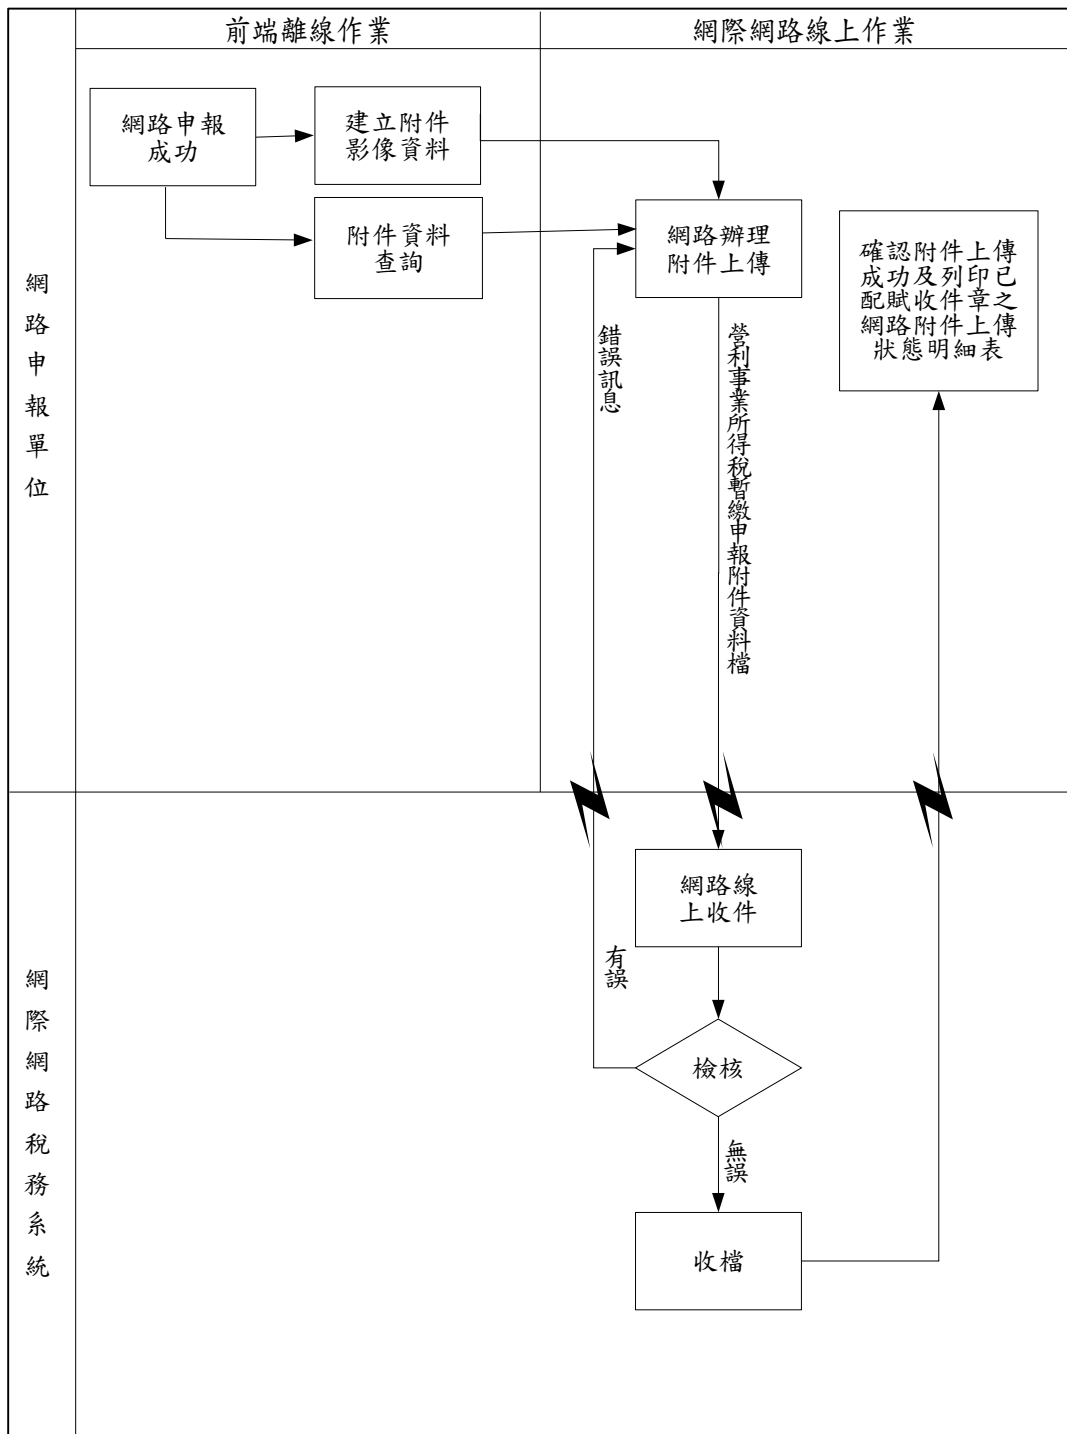 前端離線作業
網際網路線上作業
網路申報單位
網路申報
成功
建立附件
影像資料
附件資料
查詢
網路辦理
附件上傳
確認附件上傳
成功及列印已
配賦收件章之
網路附件上傳
狀態明細表
錯誤訊息
營利事業所得稅暫繳申報附件資料檔
網際網路稅務系統
網路線
上收件
有誤
檢核
無誤
收檔